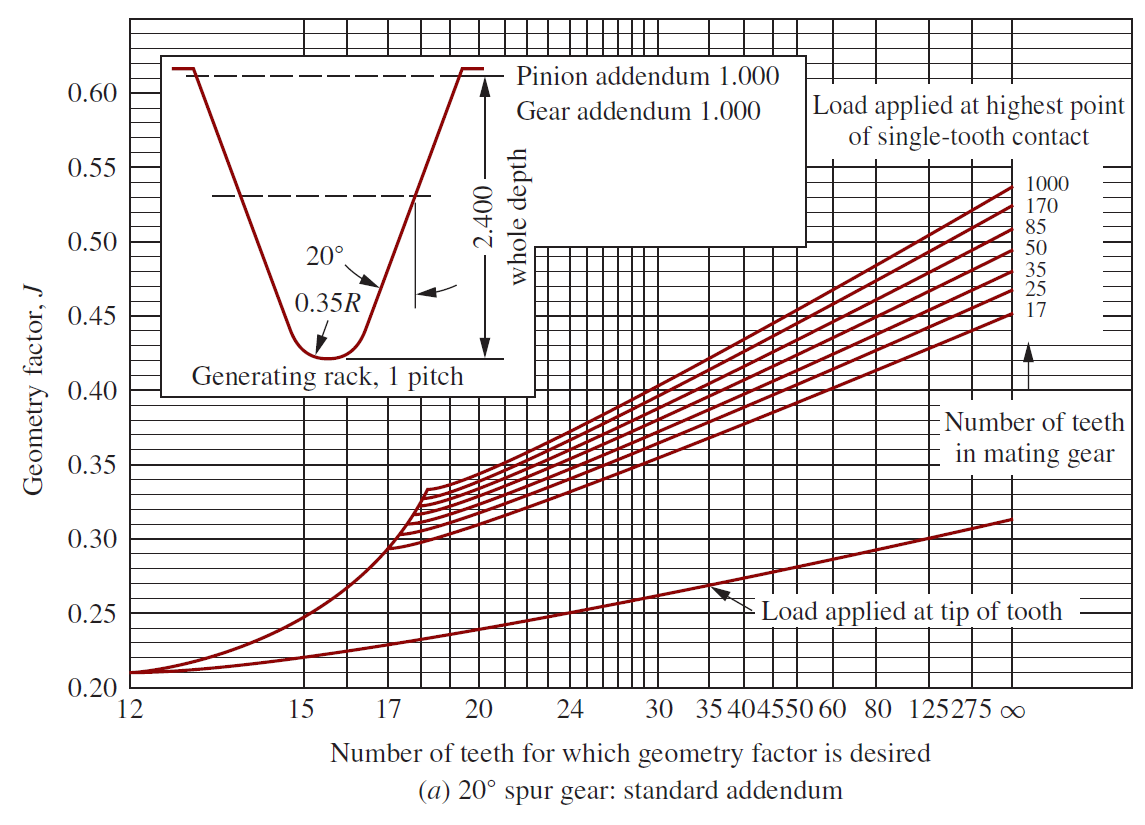 Geometry factor, J
0.60
0.55
0.50
0.45
0.40
0.35
0.30
0.25
0.20
Pinion addendum 1.000
Gear addendum 1.000
2.400
whole depth
20°
0.35R
Generating rack, 1 pitch
Load applied at highest point
of single-tooth contact
1000
170
85
50
35
25
17
Number of teeth
in mating gear
Load applied at tip of tooth
12 15 17 20 24 30 35 40 45 50 60 80 125 275 ∞
Number of teeth for which geometry factor is desired
(a) 20° spur gear: standard addendum